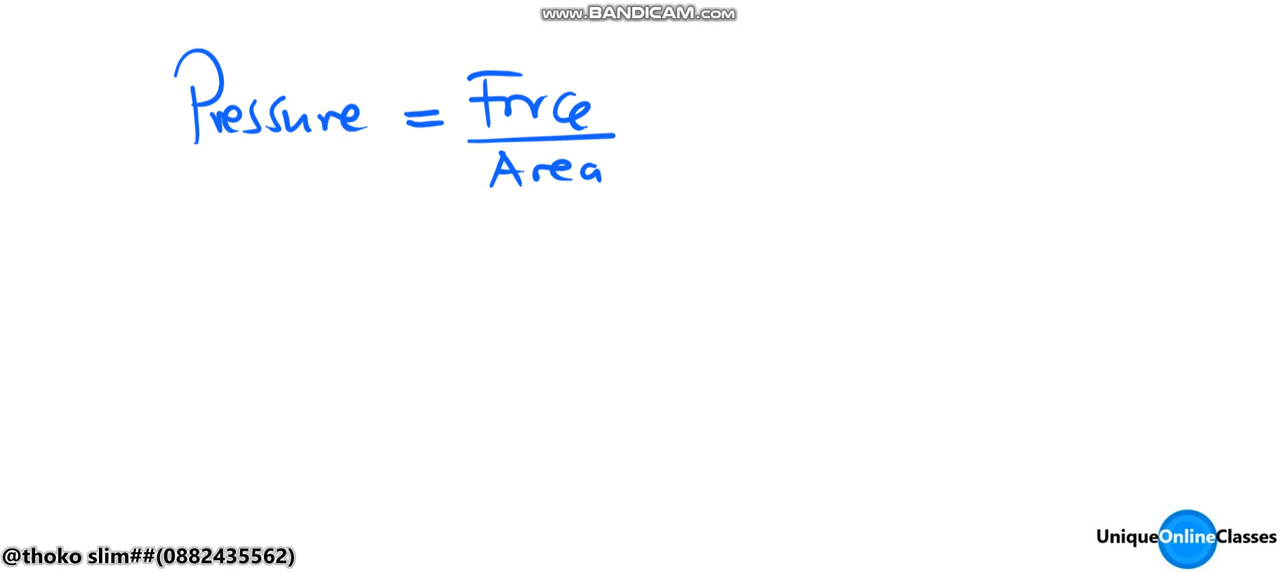 www.BANDICAM.com
Pressure = Force
Area
@thoko slim##(0882435562)
UniqueOnlineClasses